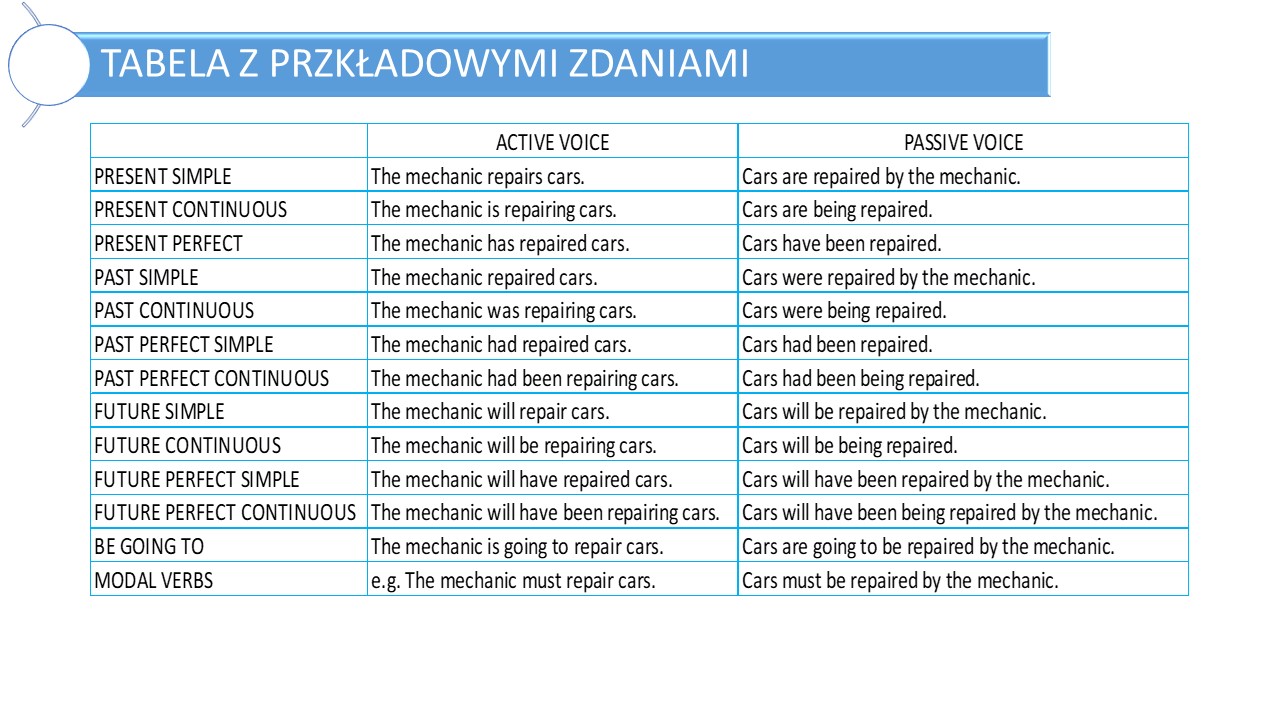 TABELA Z PRZKŁADOWYMI ZDANIAMI
ACTIVE VOICE PASSIVE VOICE
PRESENT SIMPLE The mechanic repairs cars. Cars are repaired by the mechanic.
PRESENT CONTINUOUS The mechanic is repairing cars. Cars are being repaired.
PRESENT PERFECT The mechanic has repaired cars. Cars have been repaired.
PAST SIMPLE The mechanic repaired cars. Cars were repaired by the mechanic.
PAST CONTINUOUS The mechanic was repairing cars. Cars were being repaired.
PAST PERFECT SIMPLE The mechanic had repaired cars. Cars had been repaired.
PAST PERFECT CONTINUOUS The mechanic had been repairing cars. Cars had been being repaired.
FUTURE SIMPLE The mechanic will repair cars. Cars will be repaired by the mechanic.
FUTURE CONTINUOUS The mechanic will be repairing cars. Cars will be being repaired.
FUTURE PERFECT SIMPLE The mechanic will have repaired cars. Cars will have been repaired by the mechanic.
FUTURE PERFECT CONTINUOUS The mechanic will have been repairing cars. Cars will have been being repaired by the mechanic.
BE GOING TO The mechanic is going to repair cars. Cars are going to be repaired by the mechanic.
MODAL VERBS e.g. The mechanic must repair cars. Cars must be repaired by the mechanic.